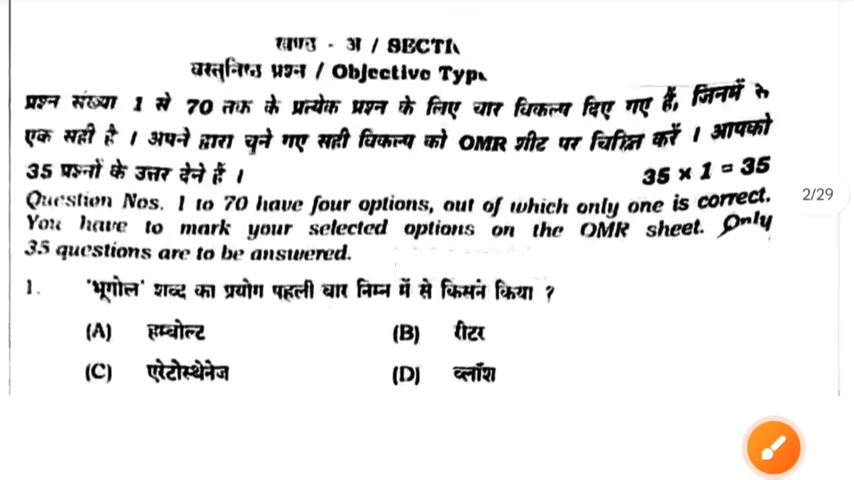 खण्ड - अ / SECTI
वस्तुनिष्ठ प्रश्न / Objective Typ
प्रश्न संख्या 1 से 70 तक के प्रत्येक प्रश्न के लिए चार विकल्प दिए गए हैं, जिनमें से
एक सही है । अपने द्वारा चुने गए सही विकल्प को OMR शीट पर चिह्नित करें । आपको
35 प्रश्नों के उत्तर देने हैं । 35 × 1 = 35
Question Nos. 1 to 70 have four options, out of which only one is correct.
You have to mark your selected options on the OMR sheet. Only
35 questions are to be answered.
2/29
1. 'भूगोल' शब्द का प्रयोग पहली बार निम्न में से किसने किया ?
(A) हम्बोल्ट (B) रीटर
(C) एरेटोस्थेनेज (D) ब्लॉश